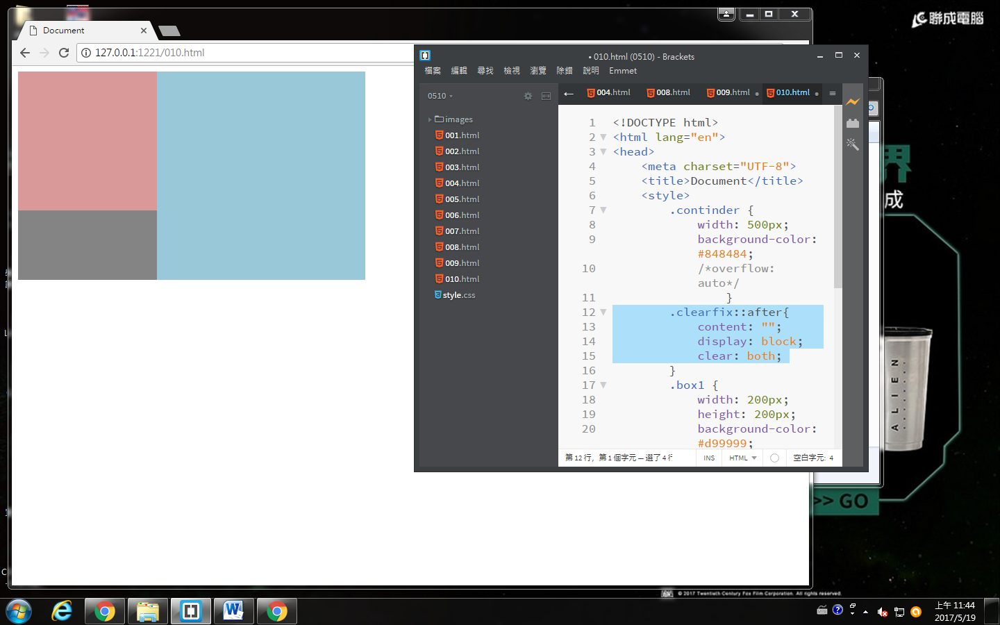 聯成電腦
Document
127.0.0.1:1221/010.html
• 010.html (0510) - Brackets
檔案 編輯 尋找 檢視 瀏覽 除錯 說明 Emmet
0510
004.html 008.html 009.html 010.html
images
001.html
002.html
003.html
004.html
005.html
006.html
007.html
008.html
009.html
010.html
style.css
1 <!DOCTYPE html>
2 <html lang="en">
3 <head>
4 <meta charset="UTF-8">
5 <title>Document</title>
6 <style>
7 .continder {
8 width: 500px;
9 background-color:
#848484;
10 /*overflow:
auto*/
11 }
12 .clearfix::after{
13 content: "";
14 display: block;
15 clear: both;
16 }
17 .box1 {
18 width: 200px;
19 height: 200px;
20 background-color:
#d99999;
第 12 行, 第 1 個字元 — 選了 4 行 INS HTML 空白字元: 4
界
成
ALIEN
>> GO
© 2017 Twentieth Century Fox Film Corporation. All rights reserved.
上午 11:44
2017/5/19